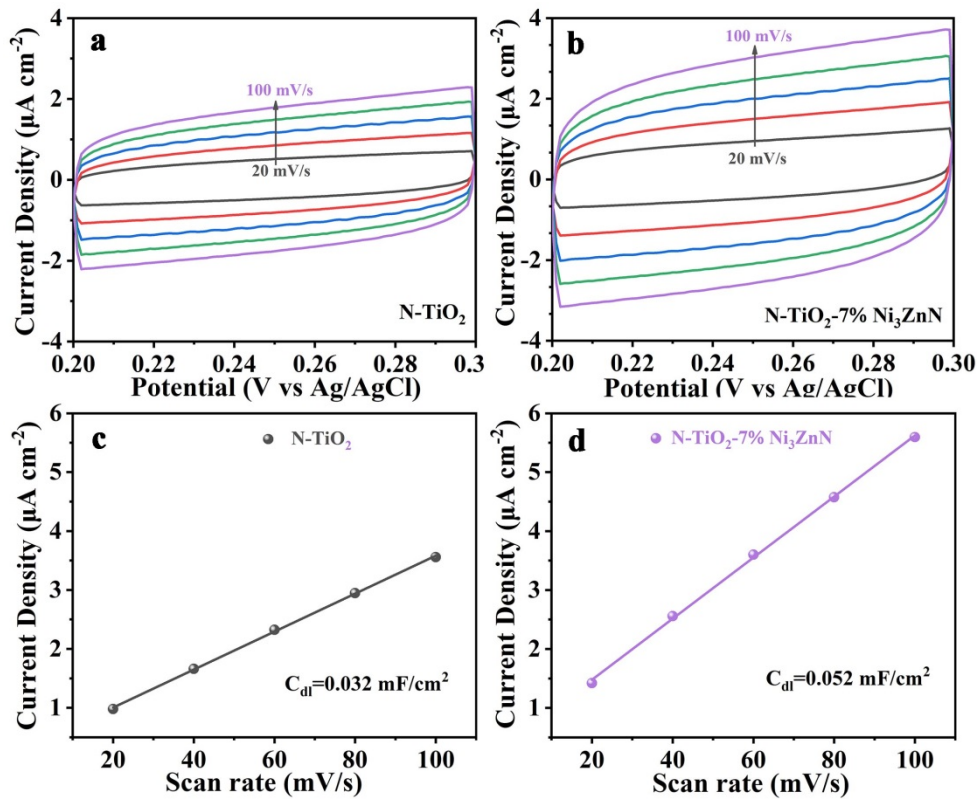 a
100 mV/s
20 mV/s
N-TiO₂
Current Density (μA cm⁻²)
4
2
0
-2
-4
0.20 0.22 0.24 0.26 0.28 0.30
Potential (V vs Ag/AgCl)
b
100 mV/s
20 mV/s
N-TiO₂-7% Ni₃ZnN
Current Density (μA cm⁻²)
4
2
0
-2
-4
0.20 0.22 0.24 0.26 0.28 0.30
Potential (V vs Ag/AgCl)
c
N-TiO₂
C_dl=0.032 mF/cm²
Current Density (μA cm⁻²)
6
5
4
3
2
1
20 40 60 80 100
Scan rate (mV/s)
d
N-TiO₂-7% Ni₃ZnN
C_dl=0.052 mF/cm²
Current Density (μA cm⁻²)
6
5
4
3
2
1
20 40 60 80 100
Scan rate (mV/s)